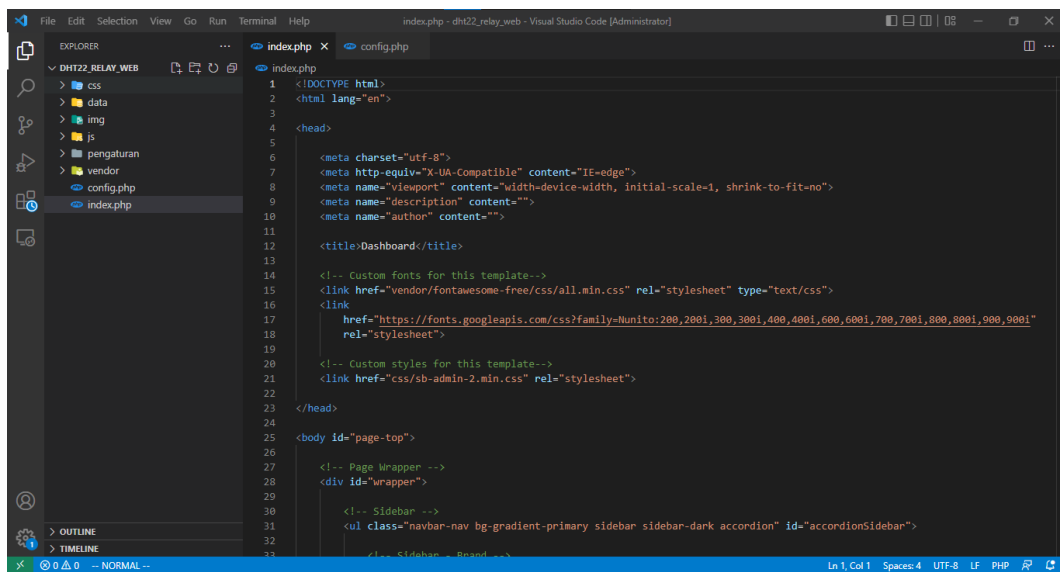 File Edit Selection View Go Run Terminal Help index.php - dht22_relay_web - Visual Studio Code [Administrator]
EXPLORER ... index.php config.php
DHT22_RELAY_WEB
css
data
img
js
pengaturan
vendor
config.php
index.php
OUTLINE
TIMELINE
index.php
1 <!DOCTYPE html>
2 <html lang="en">
3
4 <head>
5
6 <meta charset="utf-8">
7 <meta http-equiv="X-UA-Compatible" content="IE=edge">
8 <meta name="viewport" content="width=device-width, initial-scale=1, shrink-to-fit=no">
9 <meta name="description" content="">
10 <meta name="author" content="">
11
12 <title>Dashboard</title>
13
14 <!-- Custom fonts for this template-->
15 <link href="vendor/fontawesome-free/css/all.min.css" rel="stylesheet" type="text/css">
16 <link
17 href="https://fonts.googleapis.com/css?family=Nunito:200,200i,300,300i,400,400i,600,600i,700,700i,800,800i,900,900i"
18 rel="stylesheet">
19
20 <!-- Custom styles for this template-->
21 <link href="css/sb-admin-2.min.css" rel="stylesheet">
22
23 </head>
24
25 <body id="page-top">
26
27 <!-- Page Wrapper -->
28 <div id="wrapper">
29
30 <!-- Sidebar -->
31 <ul class="navbar-nav bg-gradient-primary sidebar sidebar-dark accordion" id="accordionSidebar">
32
33 <!-- Sidebar - Brand -->
1
0 0 -- NORMAL -- Ln 1, Col 1 Spaces: 4 UTF-8 LF PHP